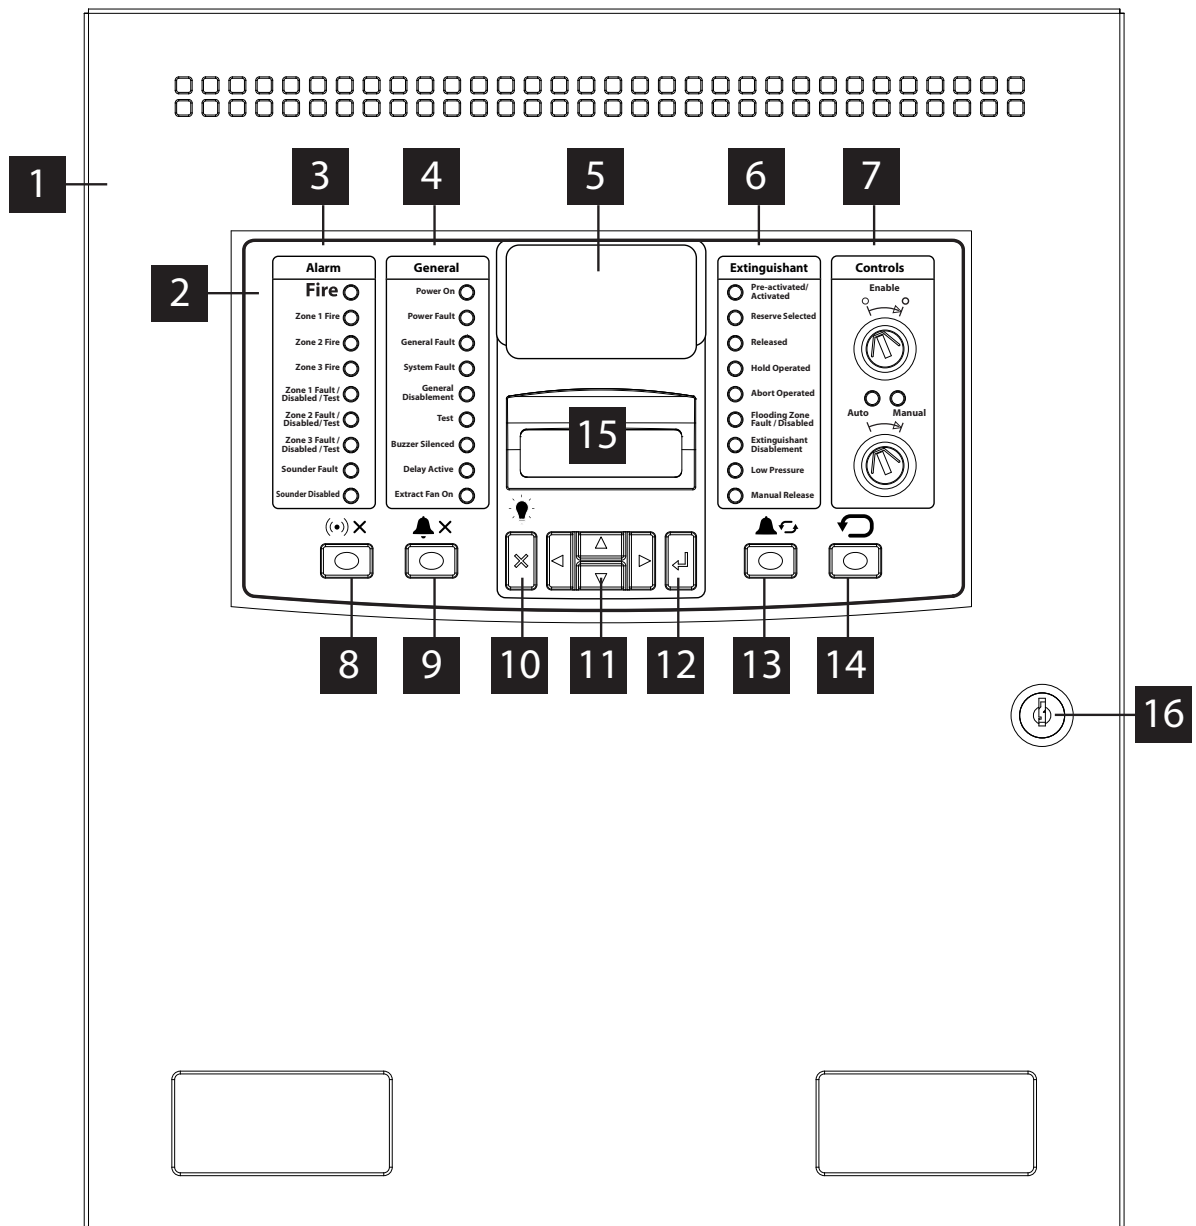 1
3
4
5
6
7
2
Alarm
Fire
Zone 1 Fire
Zone 2 Fire
Zone 3 Fire
Zone 1 Fault /
Disabled / Test
Zone 2 Fault /
Disabled/ Test
Zone 3 Fault /
Disabled / Test
Sounder Fault
Sounder Disabled
General
Power On
Power Fault
General Fault
System Fault
General
Disablement
Test
Buzzer Silenced
Delay Active
Extract Fan On
15
Extinguishant
Pre-activated/
Activated
Reserve Selected
Released
Hold Operated
Abort Operated
Flooding Zone
Fault / Disabled
Extinguishant
Disablement
Low Pressure
Manual Release
Controls
Enable
Auto
Manual
8
9
10
11
12
13
14
16